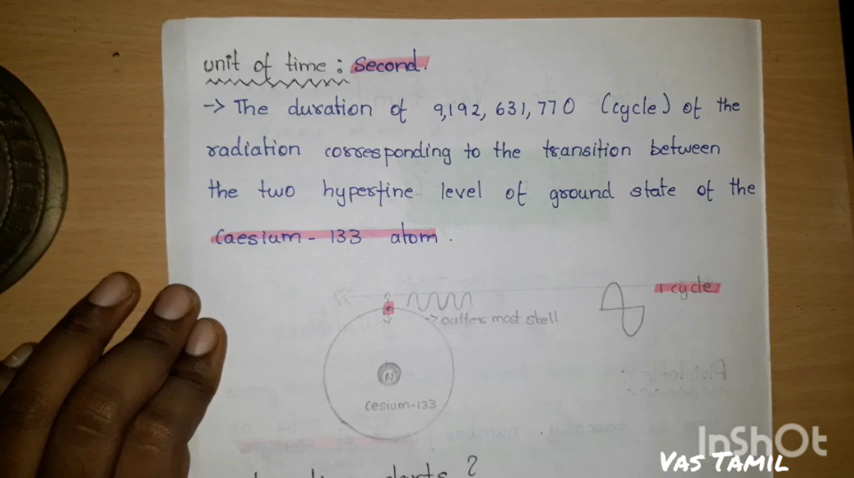 unit of time : Second.
-> The duration of 9,192,631,770 (cycle) of the
radiation corresponding to the transition between
the two hyperfine level of ground state of the
Caesium-133 atom.
1 cycle
-> outter most shell
N
cesium-133
?
InShot
VAS TAMIL